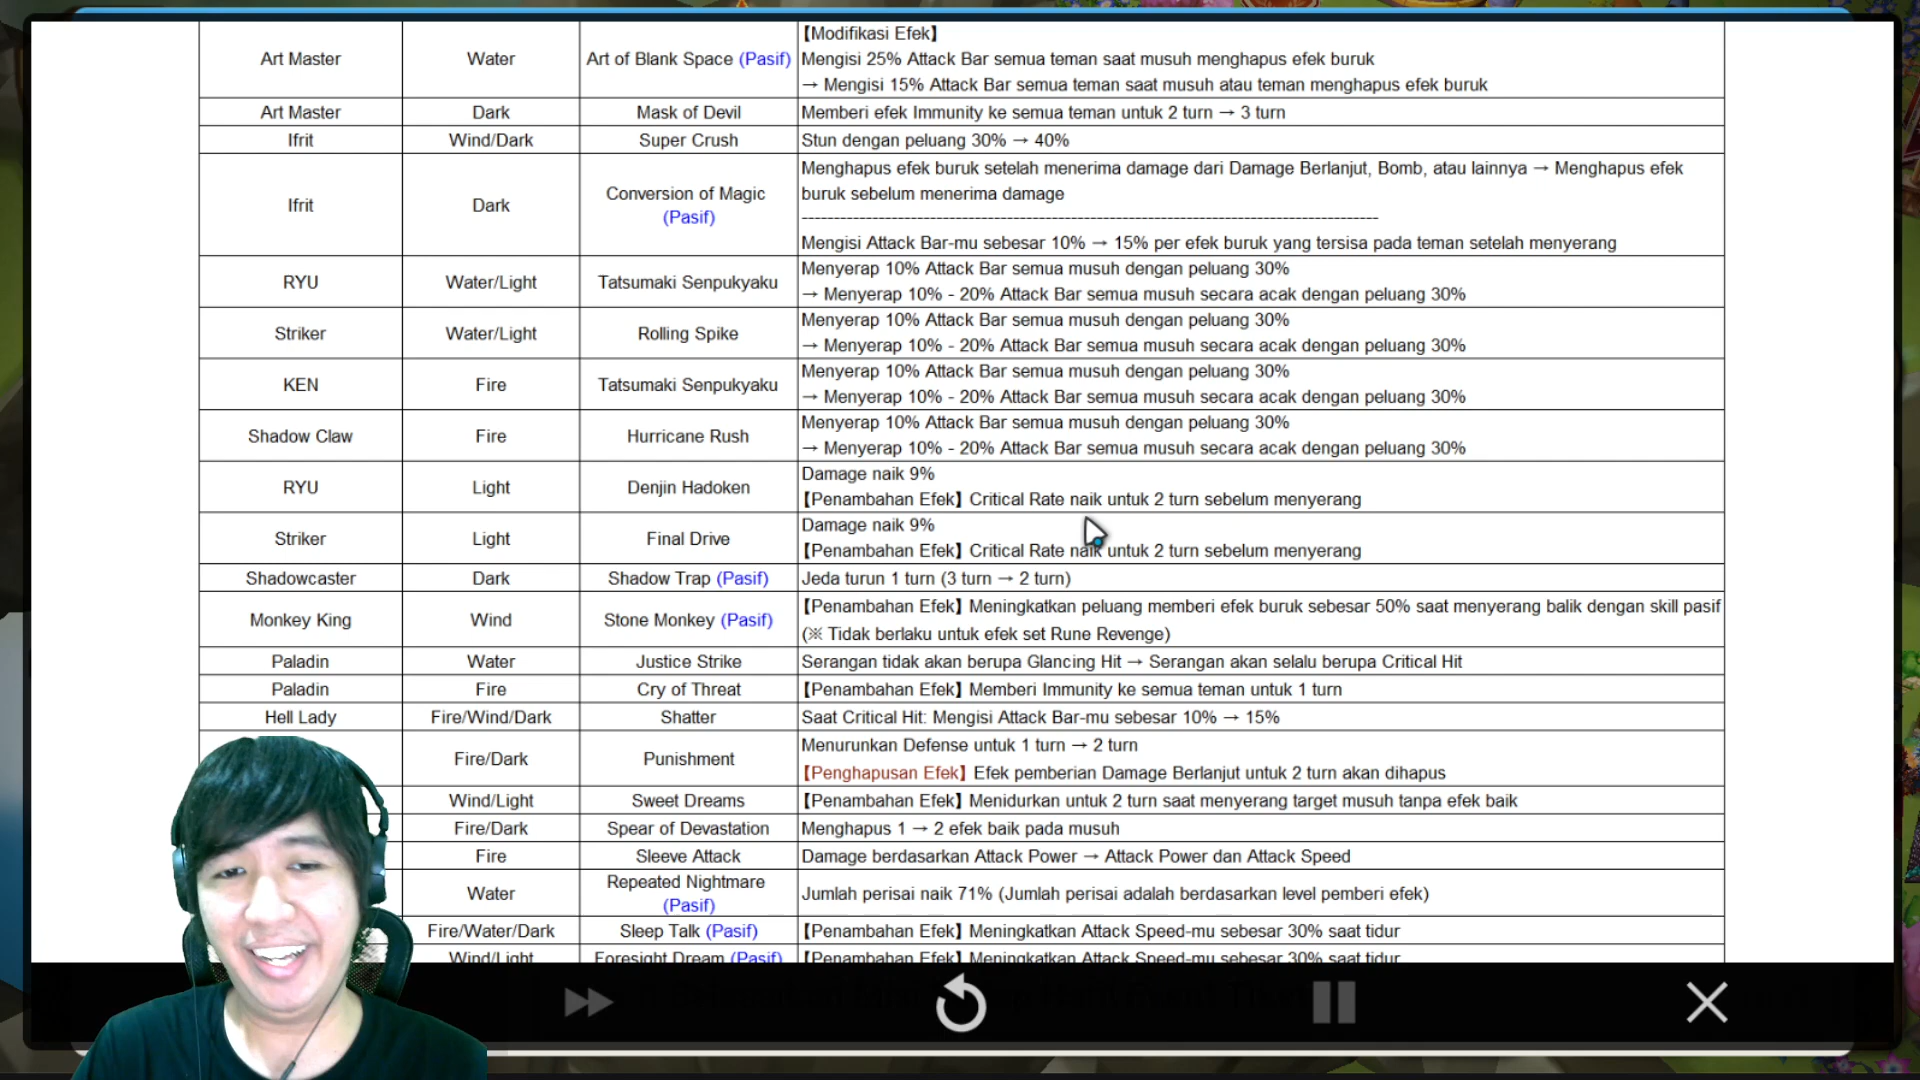 【Modifikasi Efek】
Art Master Water Art of Blank Space (Pasif) Mengisi 25% Attack Bar semua teman saat musuh menghapus efek buruk
→ Mengisi 15% Attack Bar semua teman saat musuh atau teman menghapus efek buruk
Art Master Dark Mask of Devil Memberi efek Immunity ke semua teman untuk 2 turn → 3 turn
Ifrit Wind/Dark Super Crush Stun dengan peluang 30% → 40%
Ifrit Dark Conversion of Magic (Pasif) Menghapus efek buruk setelah menerima damage dari Damage Berlanjut, Bomb, atau lainnya → Menghapus efek
buruk sebelum menerima damage
Mengisi Attack Bar-mu sebesar 10% → 15% per efek buruk yang tersisa pada teman setelah menyerang
RYU Water/Light Tatsumaki Senpukyaku Menyerap 10% Attack Bar semua musuh dengan peluang 30%
→ Menyerap 10% - 20% Attack Bar semua musuh secara acak dengan peluang 30%
Striker Water/Light Rolling Spike Menyerap 10% Attack Bar semua musuh dengan peluang 30%
→ Menyerap 10% - 20% Attack Bar semua musuh secara acak dengan peluang 30%
KEN Fire Tatsumaki Senpukyaku Menyerap 10% Attack Bar semua musuh dengan peluang 30%
→ Menyerap 10% - 20% Attack Bar semua musuh secara acak dengan peluang 30%
Shadow Claw Fire Hurricane Rush Menyerap 10% Attack Bar semua musuh dengan peluang 30%
→ Menyerap 10% - 20% Attack Bar semua musuh secara acak dengan peluang 30%
RYU Light Denjin Hadoken Damage naik 9%
【Penambahan Efek】 Critical Rate naik untuk 2 turn sebelum menyerang
Striker Light Final Drive Damage naik 9%
【Penambahan Efek】 Critical Rate naik untuk 2 turn sebelum menyerang
Shadowcaster Dark Shadow Trap (Pasif) Jeda turun 1 turn (3 turn → 2 turn)
Monkey King Wind Stone Monkey (Pasif) 【Penambahan Efek】 Meningkatkan peluang memberi efek buruk sebesar 50% saat menyerang balik dengan skill pasif
(※ Tidak berlaku untuk efek set Rune Revenge)
Paladin Water Justice Strike Serangan tidak akan berupa Glancing Hit → Serangan akan selalu berupa Critical Hit
Paladin Fire Cry of Threat 【Penambahan Efek】 Memberi Immunity ke semua teman untuk 1 turn
Hell Lady Fire/Wind/Dark Shatter Saat Critical Hit: Mengisi Attack Bar-mu sebesar 10% → 15%
Fire/Dark Punishment Menurunkan Defense untuk 1 turn → 2 turn
【Penghapusan Efek】 Efek pemberian Damage Berlanjut untuk 2 turn akan dihapus
Wind/Light Sweet Dreams 【Penambahan Efek】 Menidurkan untuk 2 turn saat menyerang target musuh tanpa efek baik
Fire/Dark Spear of Devastation Menghapus 1 → 2 efek baik pada musuh
Fire Sleeve Attack Damage berdasarkan Attack Power → Attack Power dan Attack Speed
Water Repeated Nightmare (Pasif) Jumlah perisai naik 71% (Jumlah perisai adalah berdasarkan level pemberi efek)
Fire/Water/Dark Sleep Talk (Pasif) 【Penambahan Efek】 Meningkatkan Attack Speed-mu sebesar 30% saat tidur
Wind/Light Foresight Dream (Pasif) 【Penambahan Efek】 Meningkatkan Attack Speed-mu sebesar 30% saat tidur